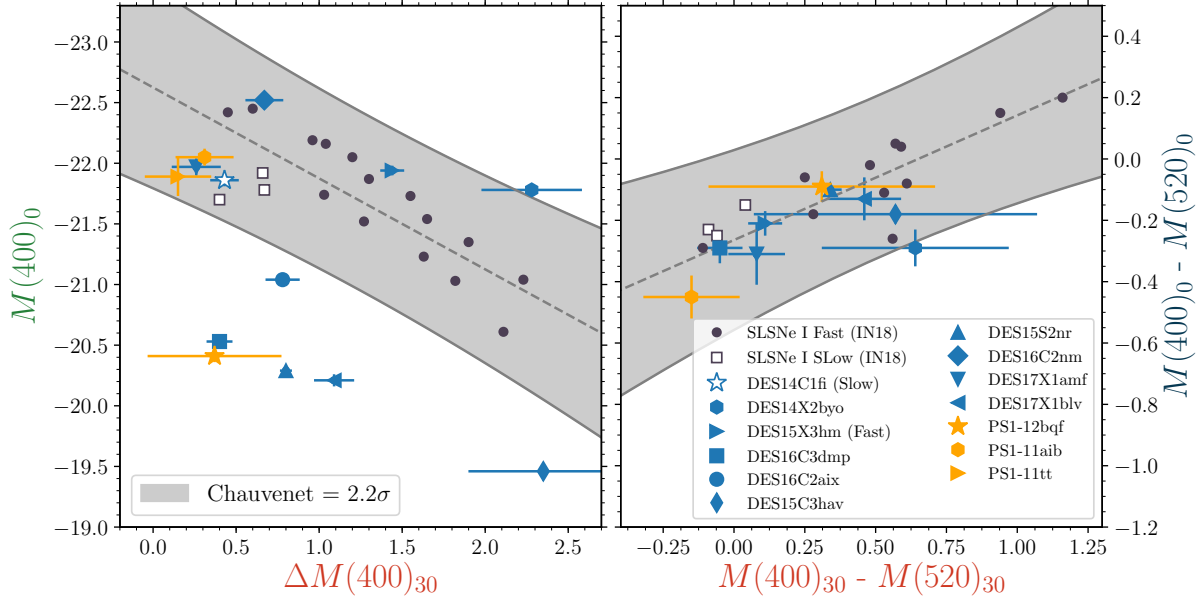 −23.0
−22.5
−22.0
−21.5
−21.0
−20.5
−20.0
−19.5
−19.0
M(400)₀
0.0 0.5 1.0 1.5 2.0 2.5
ΔM(400)₃₀
Chauvenet = 2.2σ
0.4
0.2
0.0
−0.2
−0.4
−0.6
−0.8
−1.0
−1.2
M(400)₀ - M(520)₀
−0.25 0.00 0.25 0.50 0.75 1.00 1.25
M(400)₃₀ - M(520)₃₀
SLSNe I Fast (IN18)
SLSNe I SLow (IN18)
DES14C1fi (Slow)
DES14X2byo
DES15X3hm (Fast)
DES16C3dmp
DES16C2aix
DES15C3hav
DES15S2nr
DES16C2nm
DES17X1amf
DES17X1blv
PS1-12bqf
PS1-11aib
PS1-11tt